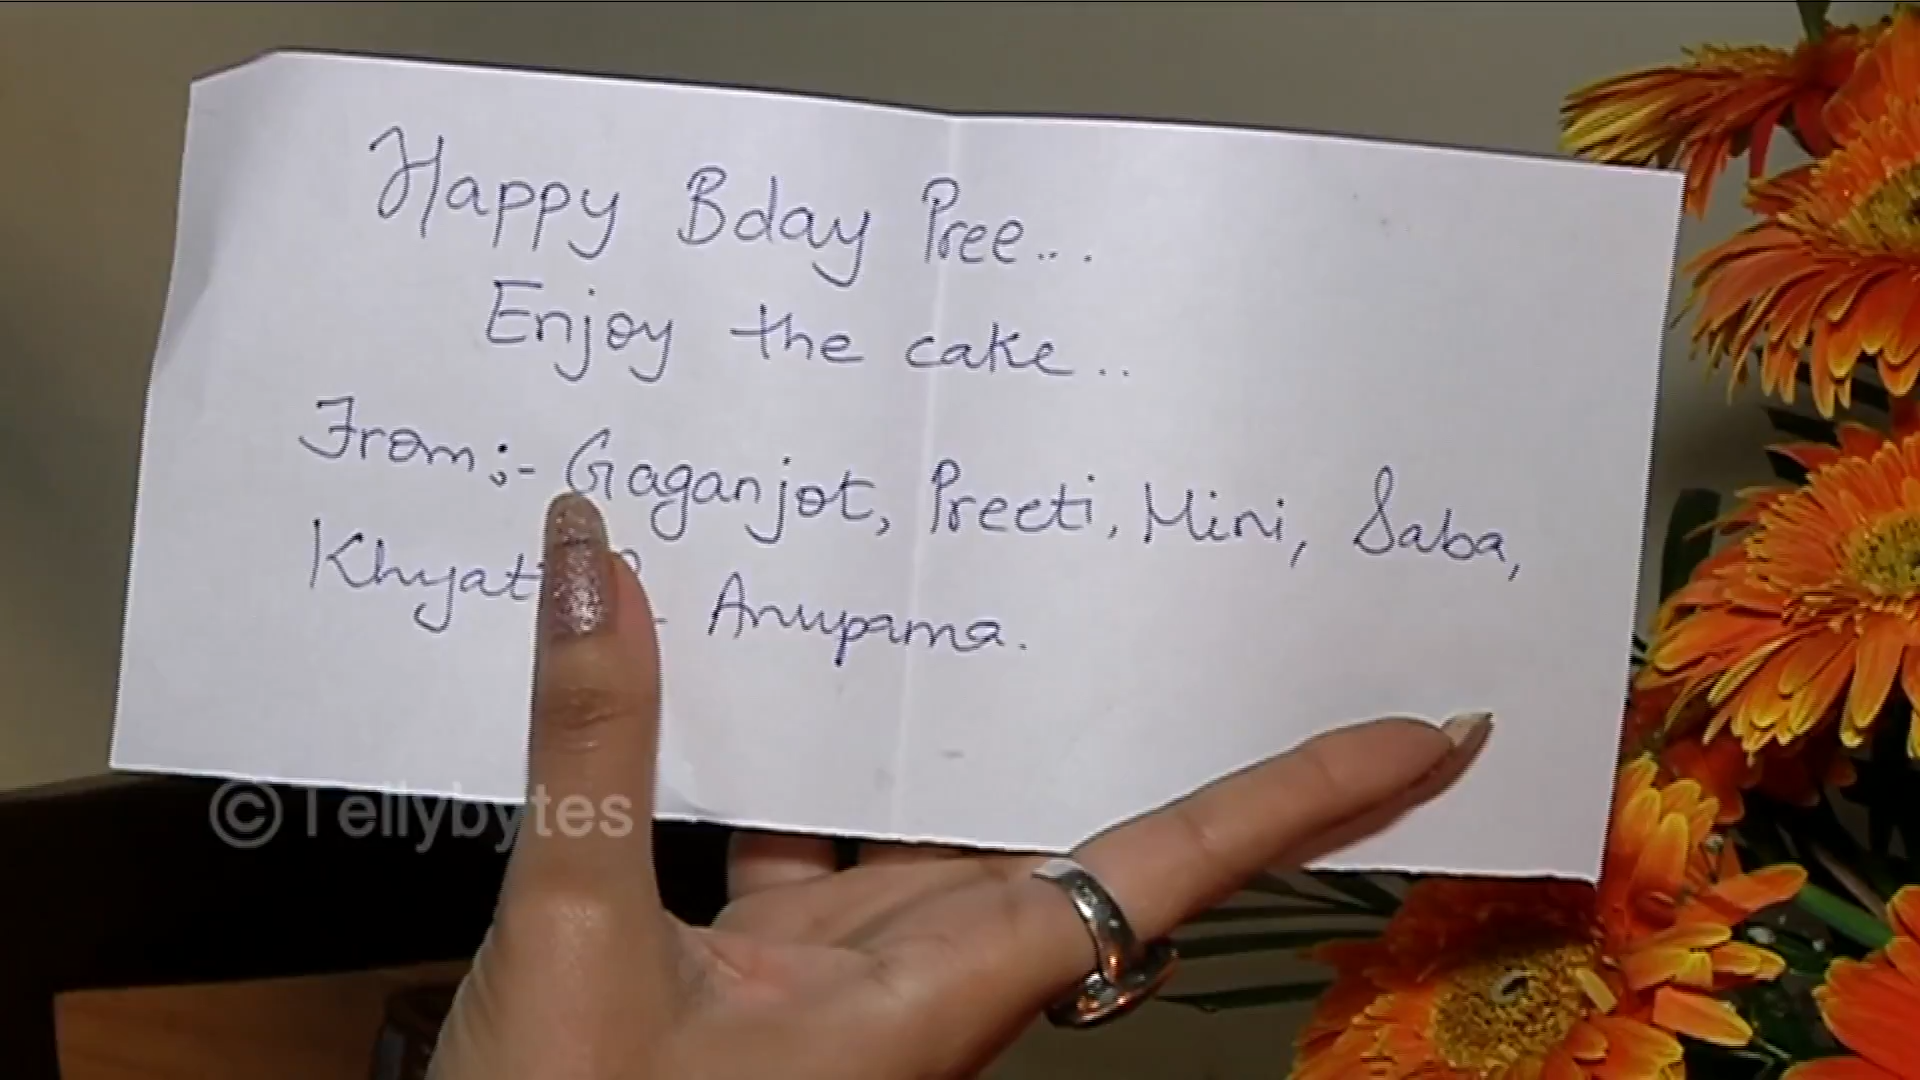 Happy Bday Pree...
Enjoy the cake..
From:- Gaganjot, Preeti, Mini, Saba,
Anupama.
© Tellybytes